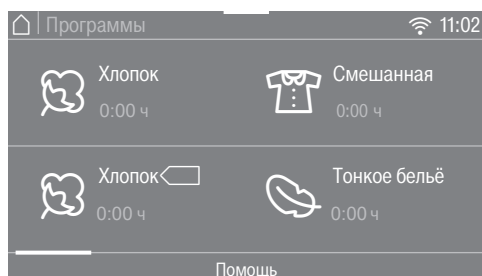 Программы 11:02
Хлопок
0:00 ч
Смешанная
0:00 ч
Хлопок
0:00 ч
Тонкое бельё
0:00 ч
Помощь